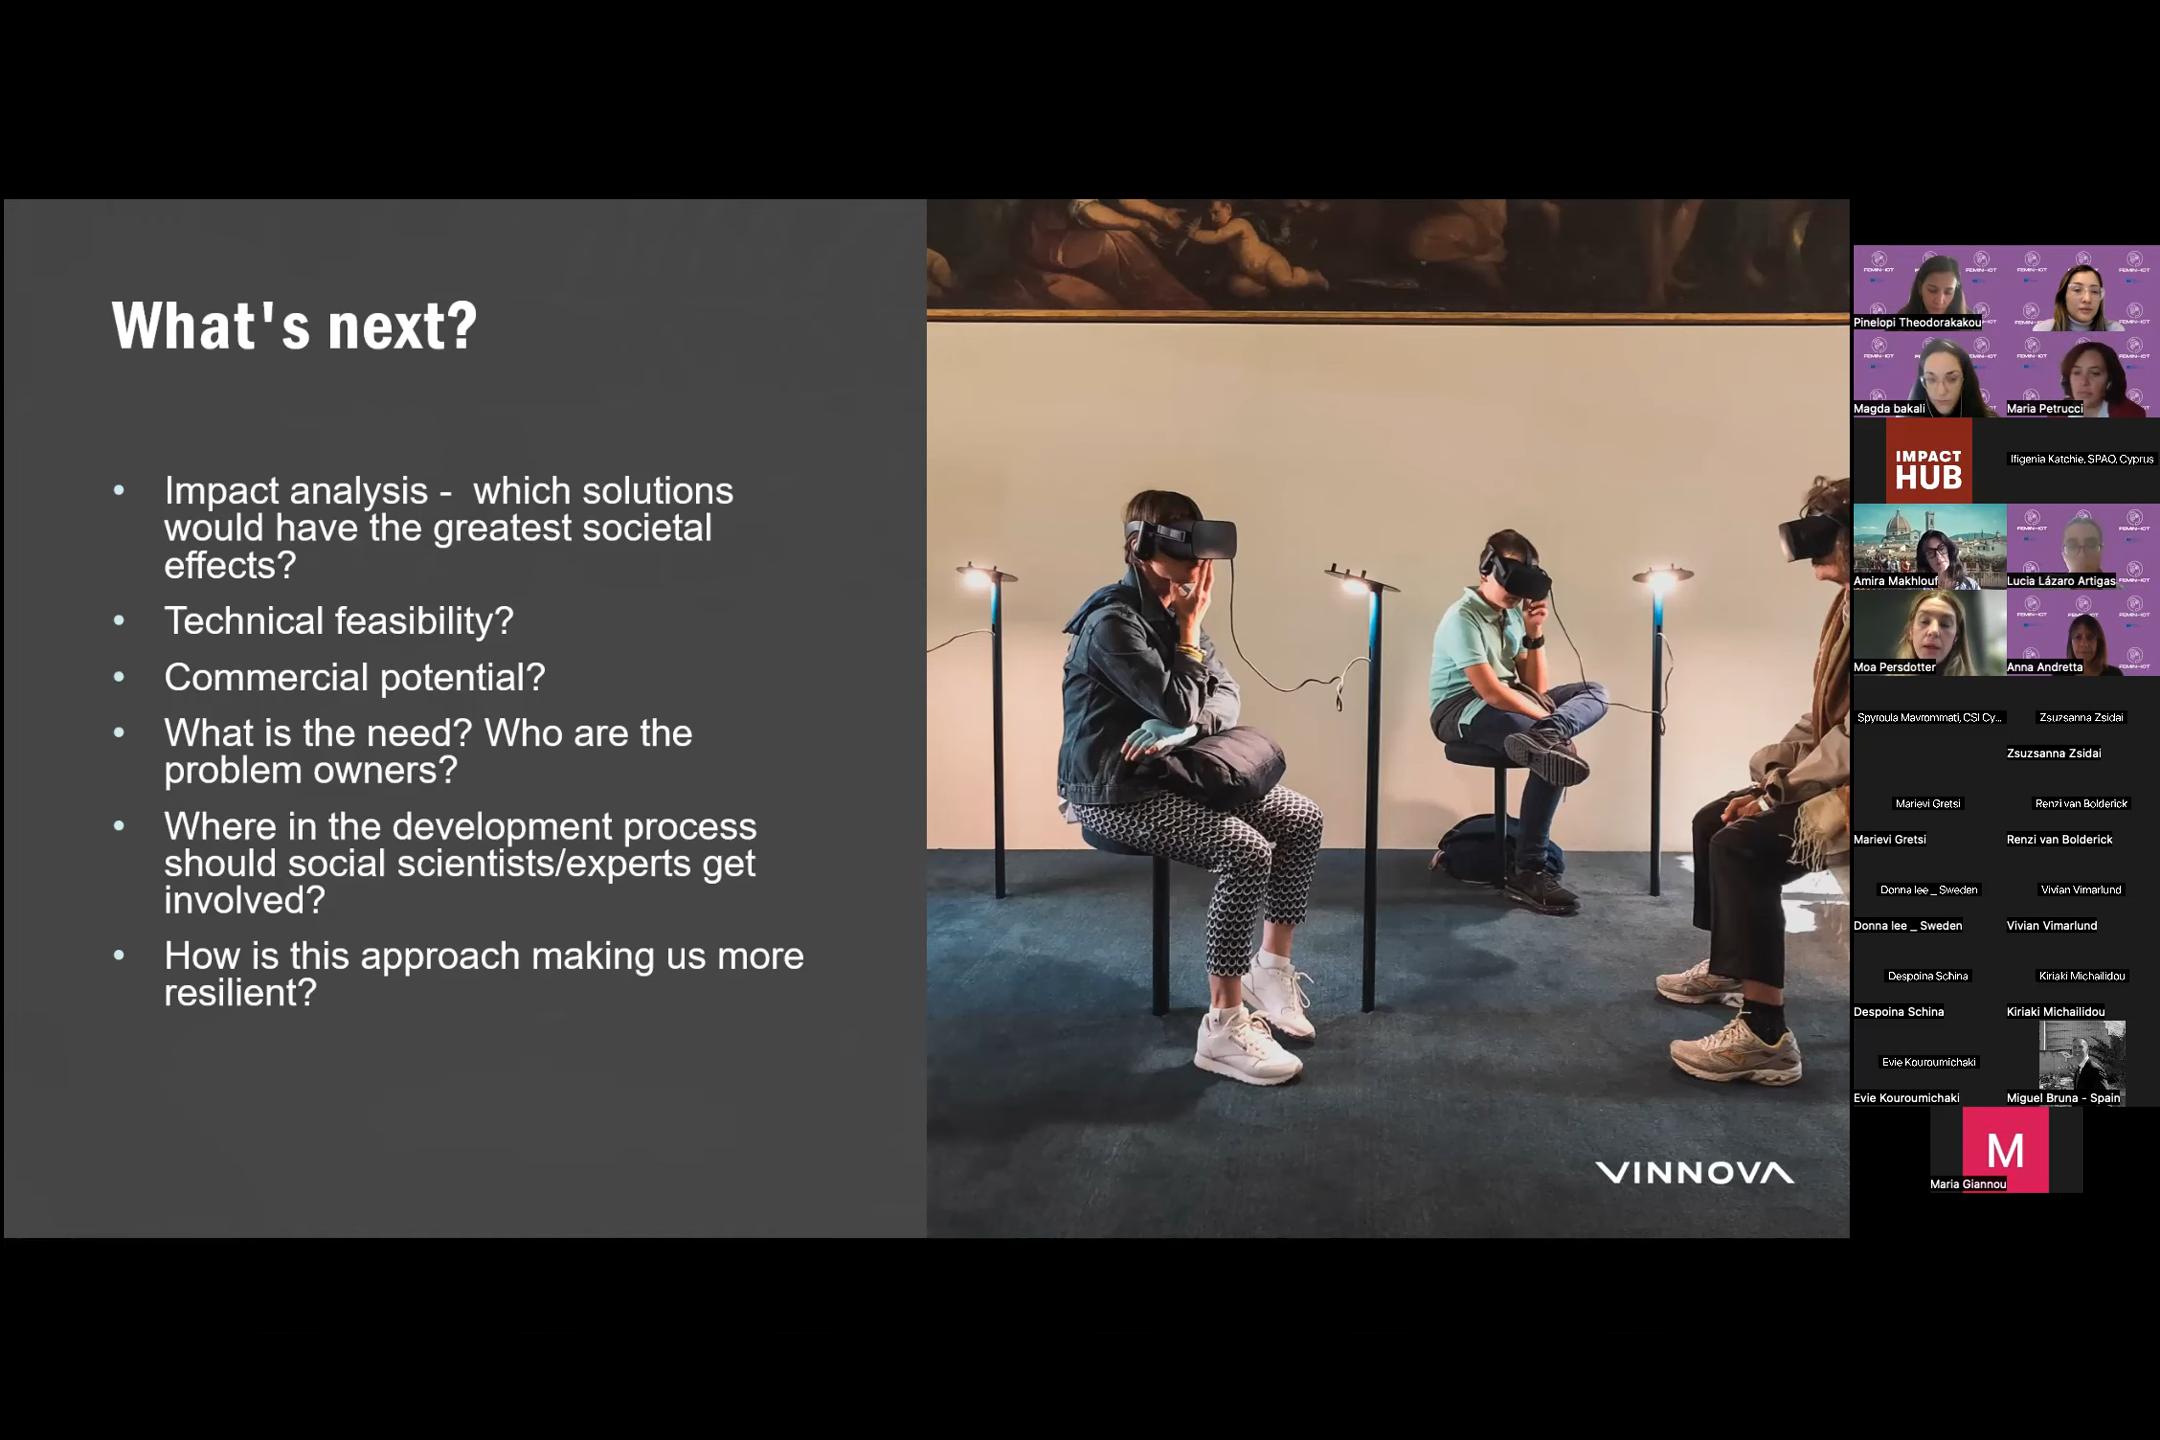 What's next?
• Impact analysis -  which solutions
would have the greatest societal
effects?
• Technical feasibility?
• Commercial potential?
• What is the need? Who are the
problem owners?
• Where in the development process
should social scientists/experts get
involved?
• How is this approach making us more
resilient?
VINNOVA
Pinelopi Theodorakakou
Magda bakali
Maria Petrucci
IMPACT
HUB
Ifigenia Katchie, SPAO, Cyprus
Amira Makhlouf
Lucia Lázaro Artigas
Moa Persdotter
Anna Andretta
Spyroula Mavrommati, CSI Cy...
Zsuzsanna Zsidai
Zsuzsanna Zsidai
Marievi Gretsi
Renzi van Bolderick
Marievi Gretsi
Renzi van Bolderick
Donna lee _ Sweden
Vivian Vimarlund
Donna lee _ Sweden
Vivian Vimarlund
Despoina Schina
Kiriaki Michailidou
Despoina Schina
Kiriaki Michailidou
Evie Kouroumichaki
Evie Kouroumichaki
Miguel Bruna - Spain
M
Maria Giannou